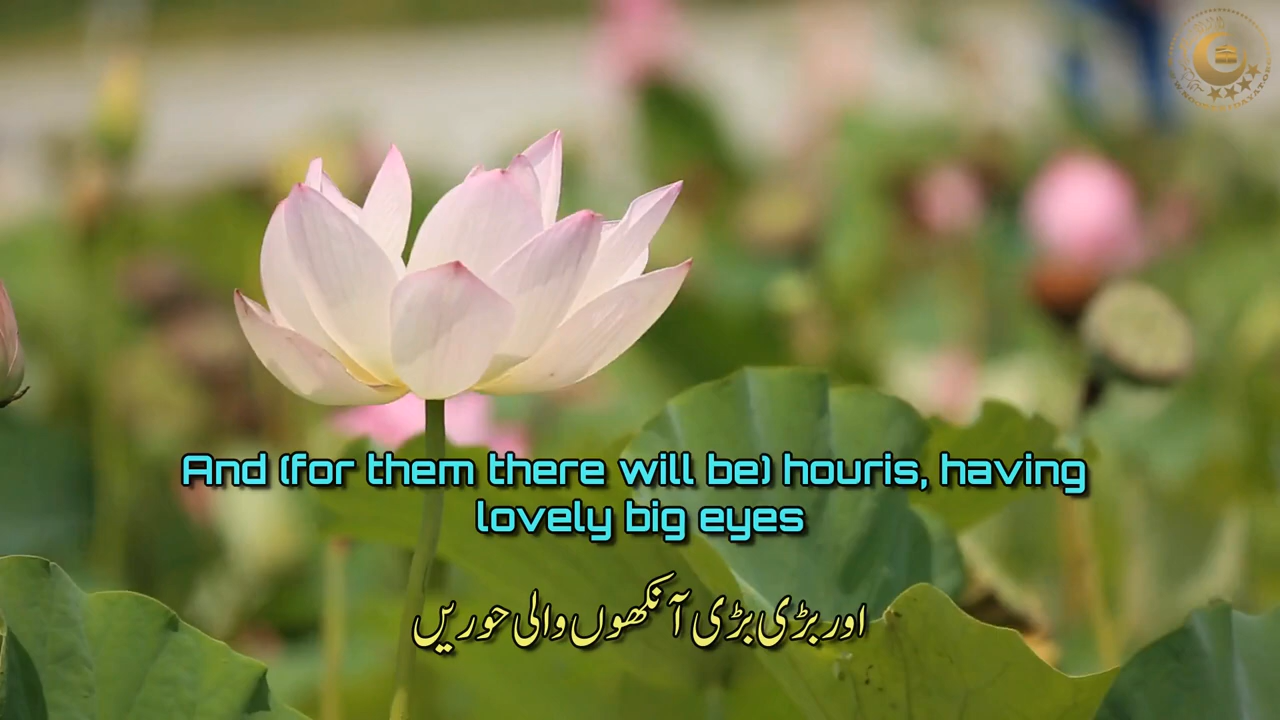 And (for them there will be) houris, having
lovely big eyes
اور بڑی بڑی آنکھوں والی حوریں